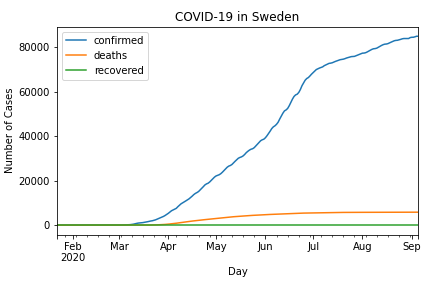 COVID-19 in Sweden
confirmed
deaths
recovered
80000
60000
40000
20000
0
Number of Cases
Feb Mar Apr May Jun Jul Aug Sep
2020
Day